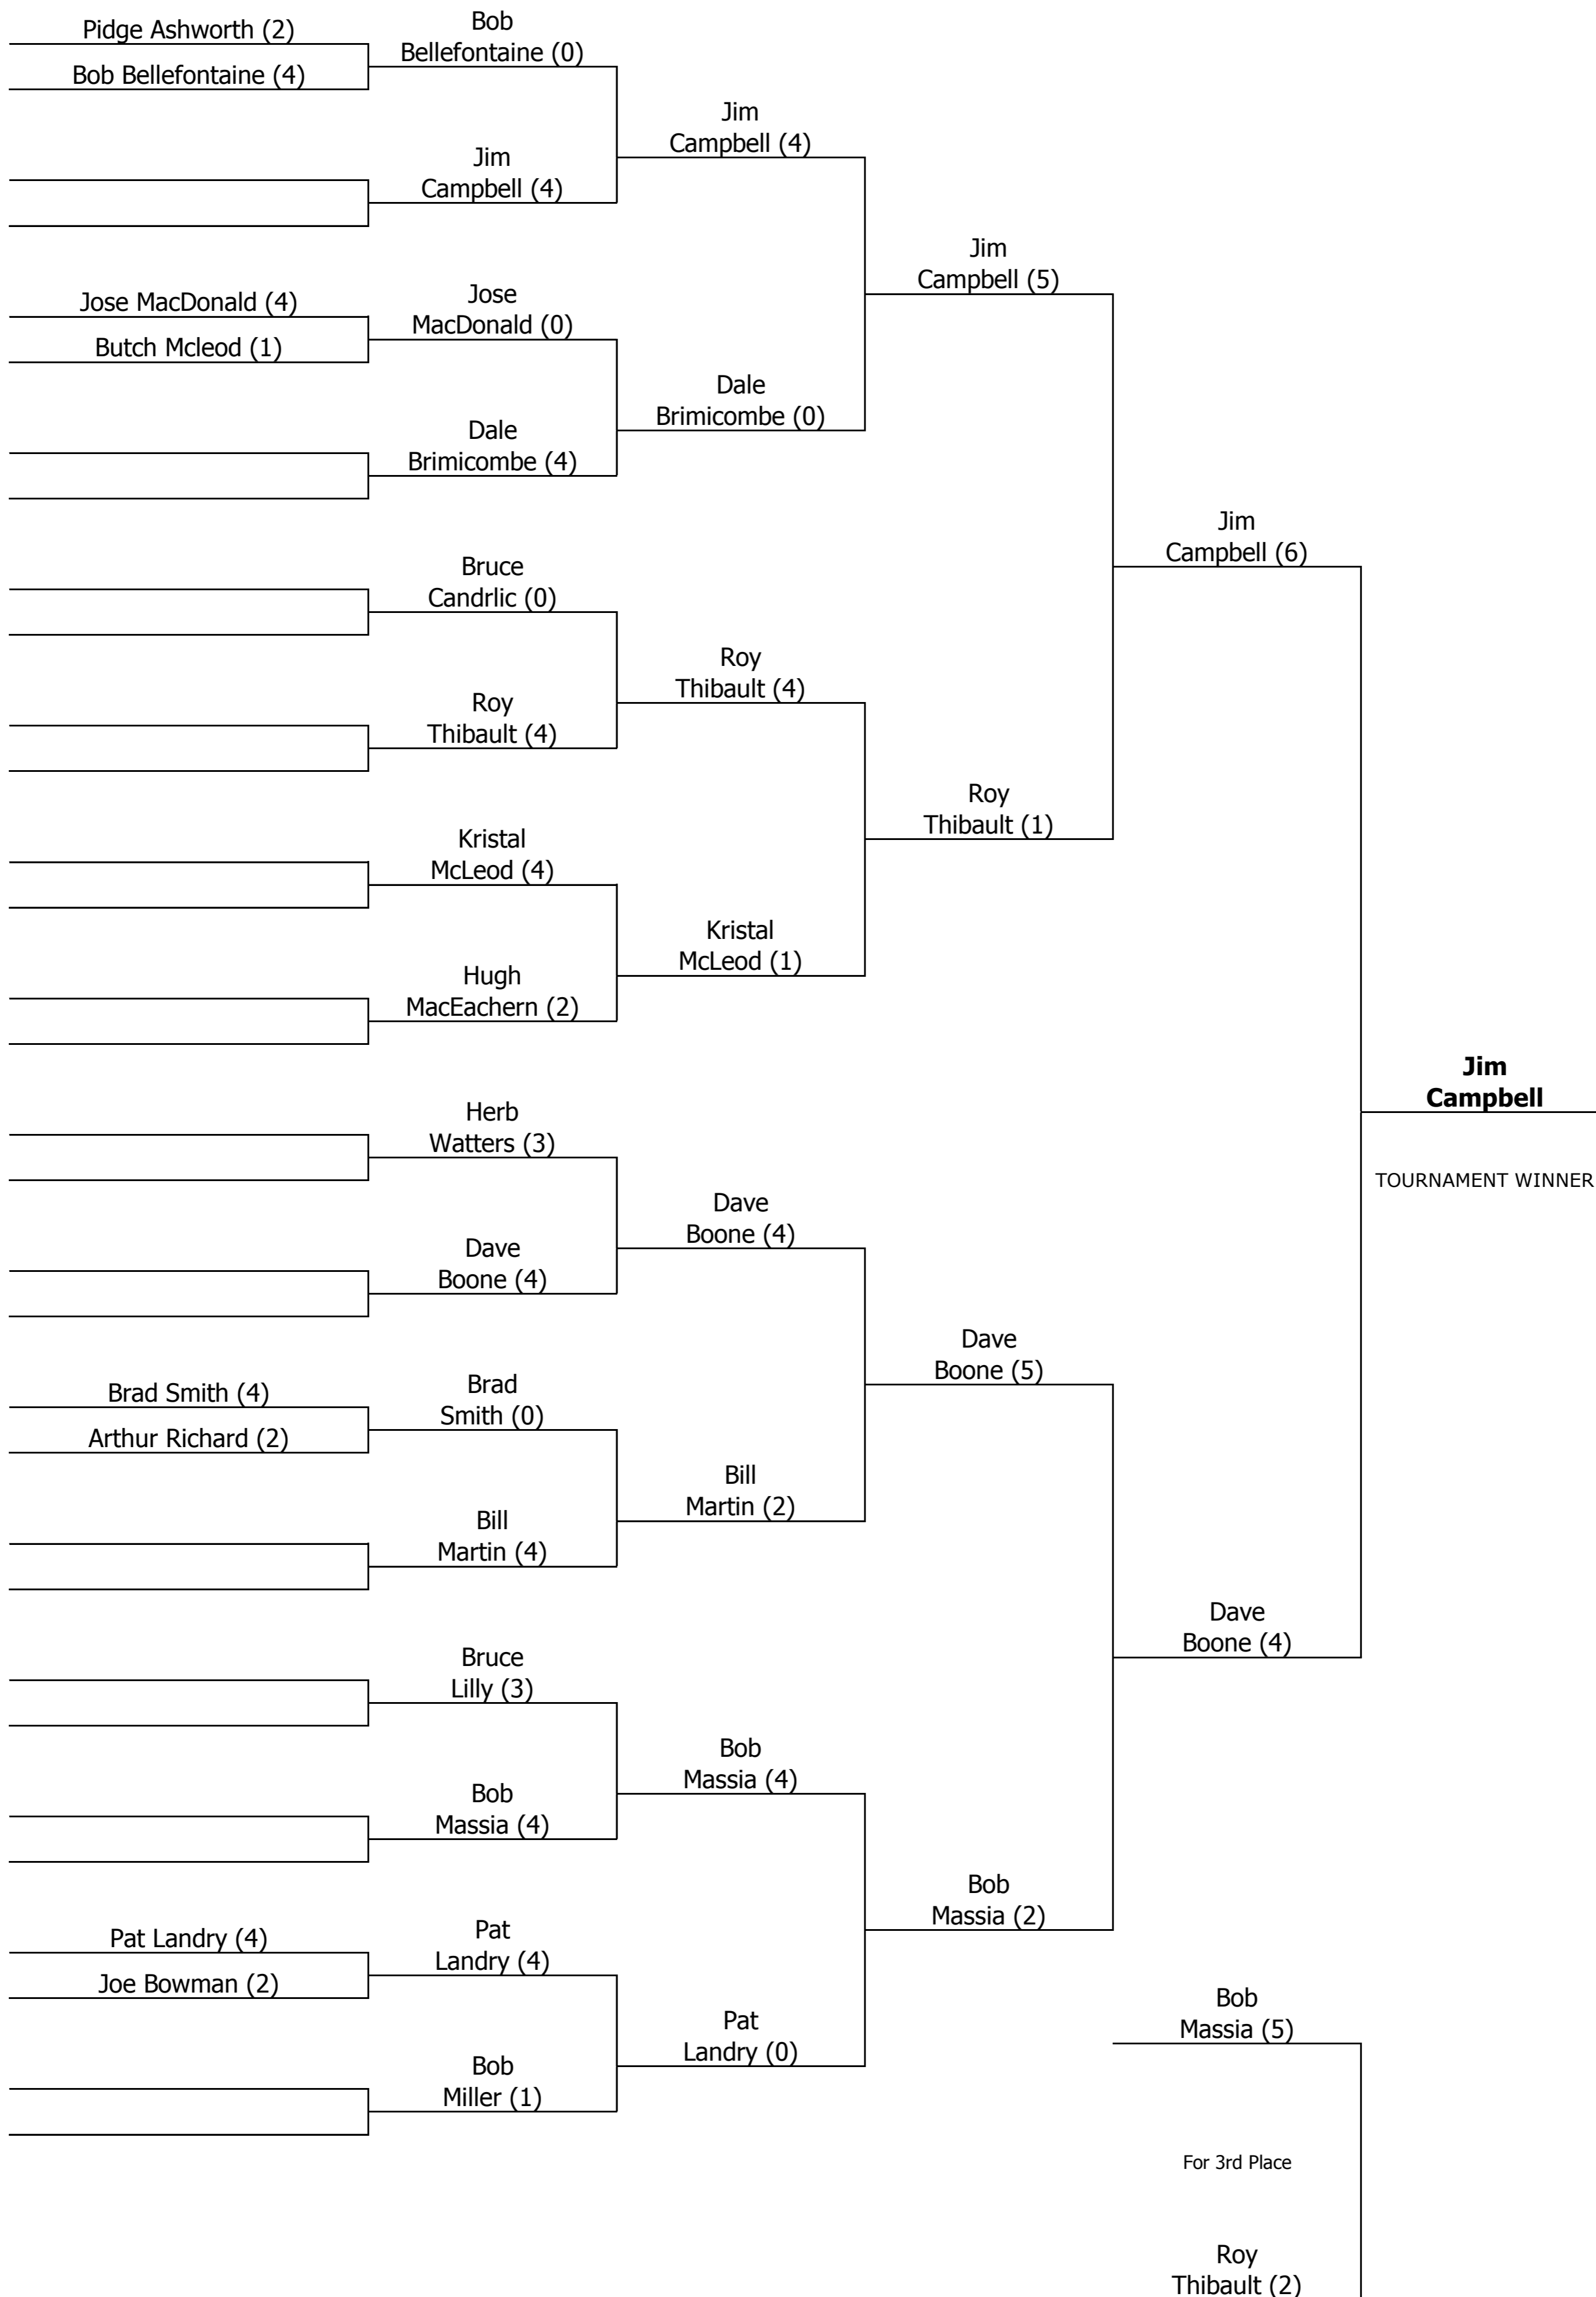 Pidge Ashworth (2)
Bob Bellefontaine (4)
Jose MacDonald (4)
Butch Mcleod (1)
Brad Smith (4)
Arthur Richard (2)
Pat Landry (4)
Joe Bowman (2)
Bob
Bellefontaine (0)
Jim
Campbell (4)
Jose
MacDonald (0)
Dale
Brimicombe (4)
Bruce
Candrlic (0)
Roy
Thibault (4)
Kristal
McLeod (4)
Hugh
MacEachern (2)
Herb
Watters (3)
Dave
Boone (4)
Brad
Smith (0)
Bill
Martin (4)
Bruce
Lilly (3)
Bob
Massia (4)
Pat
Landry (4)
Bob
Miller (1)
Jim
Campbell (4)
Dale
Brimicombe (0)
Roy
Thibault (4)
Kristal
McLeod (1)
Dave
Boone (4)
Bill
Martin (2)
Bob
Massia (4)
Pat
Landry (0)
Jim
Campbell (5)
Roy
Thibault (1)
Dave
Boone (5)
Bob
Massia (2)
Jim
Campbell (6)
Dave
Boone (4)
Jim
Campbell
TOURNAMENT WINNER
Bob
Massia (5)
For 3rd Place
Roy
Thibault (2)